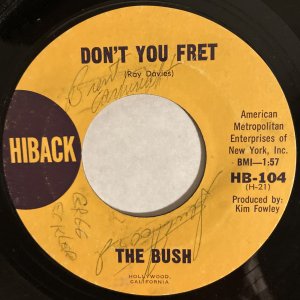 DON'T YOU FRET
(Ray Davies)
HIBACK
American
Metropolitan
Enterprises of
New York, Inc.
BMI—1:57
HB-104
(H-21)
Produced by:
Kim Fowley
THE BUSH
HOLLYWOOD,
CALIFORNIA